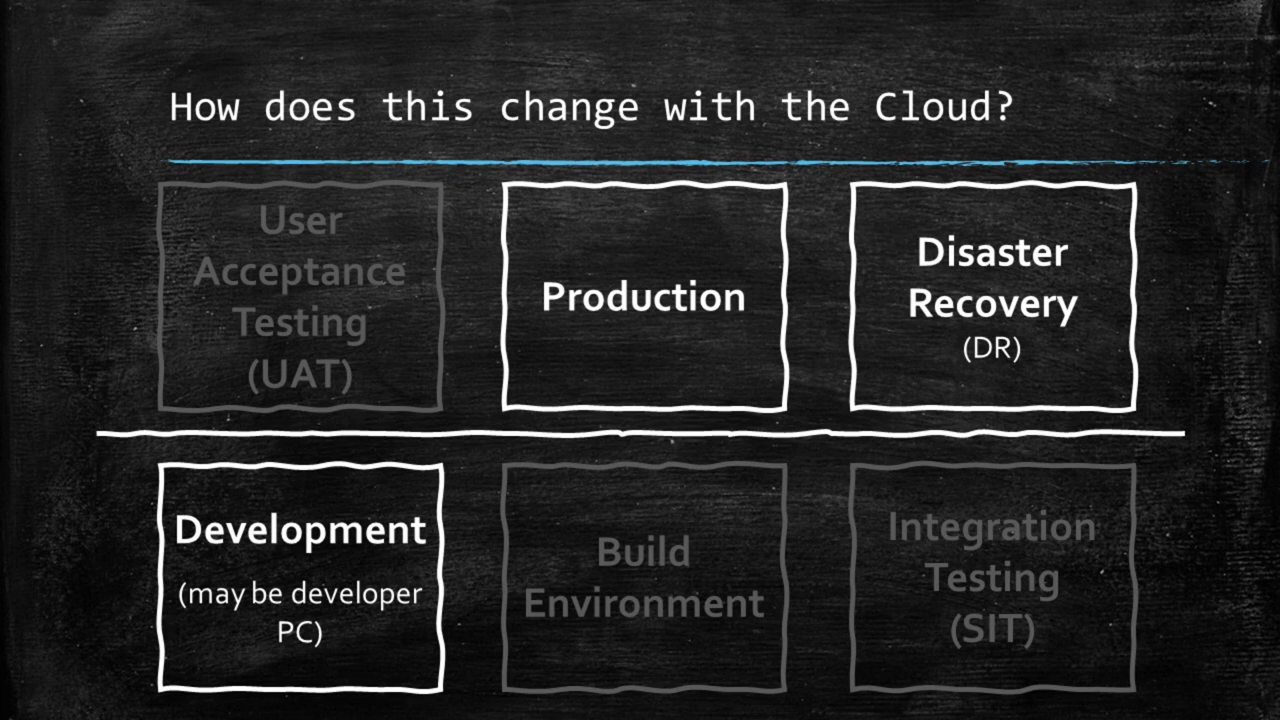 How does this change with the Cloud?
User
Acceptance
Testing
(UAT)
Production
Disaster
Recovery
(DR)
Development
(may be developer
PC)
Build
Environment
Integration
Testing
(SIT)